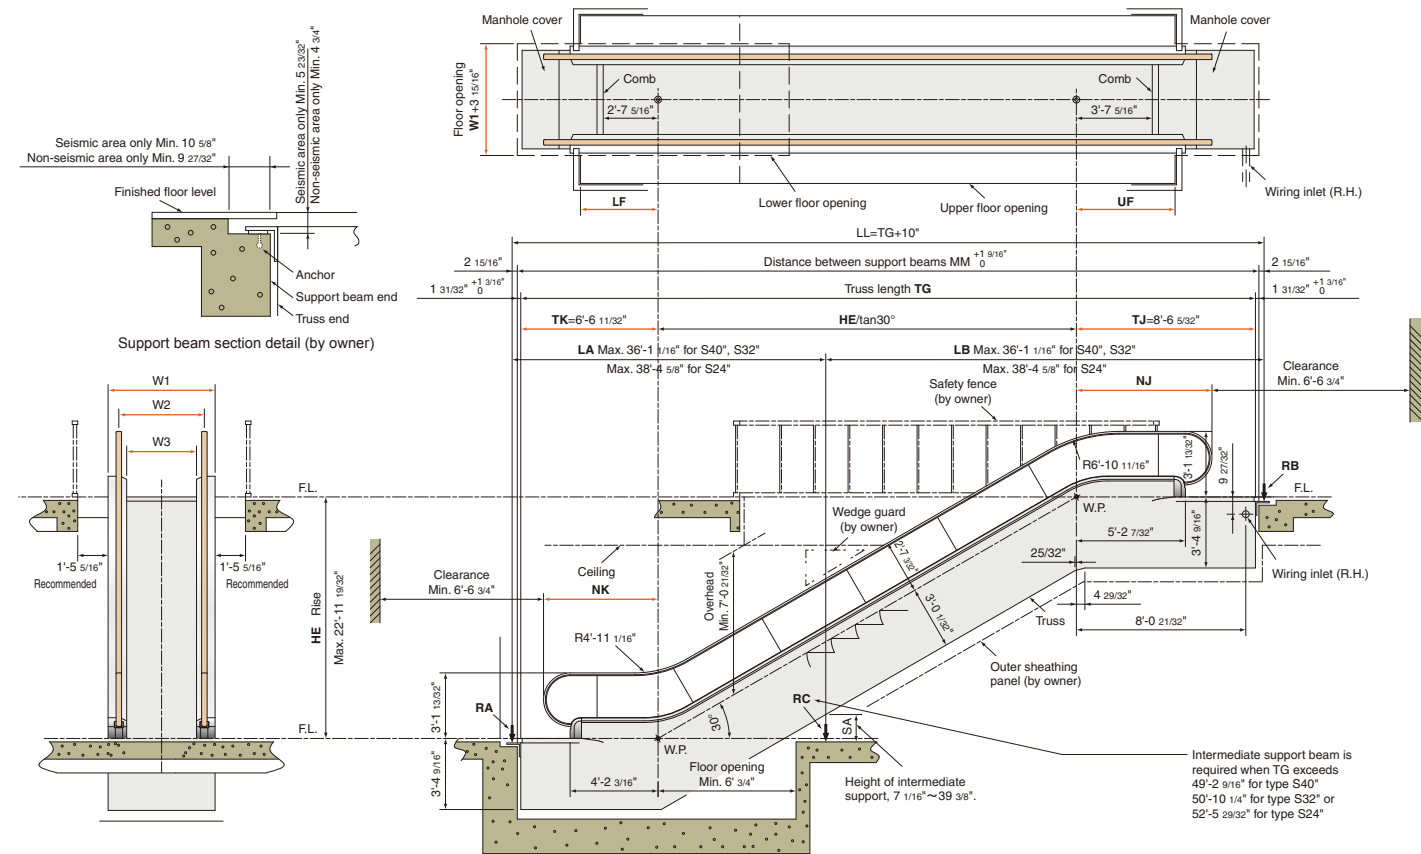 Manhole cover
Manhole cover
Floor opening
W1+3 15/16"
Comb
Comb
2'-7 5/16"
3'-7 5/16"
Wiring inlet (R.H.)
LF
Lower floor opening
Upper floor opening
UF
Seismic area only Min. 5 23/32"
Non-seismic area only Min. 4 3/4"
Seismic area only Min. 10 5/8"
Non-seismic area only Min. 9 27/32"
Finished floor level
Anchor
Support beam end
Truss end
Support beam section detail (by owner)
LL=TG+10"
2 15/16"
Distance between support beams MM +1 9/16" 0
2 15/16"
1 31/32" +1 3/16" 0
Truss length TG
1 31/32" +1 3/16" 0
TK=6'-6 11/32"
HE/tan30°
TJ=8'-6 5/32"
LA Max. 36'-1 1/16" for S40", S32"
Max. 38'-4 5/8" for S24"
LB Max. 36'-1 1/16" for S40", S32"
Max. 38'-4 5/8" for S24"
Clearance
Min. 6'-6 3/4"
NJ
Safety fence
(by owner)
W1
W2
W3
F.L.
1'-5 5/16"
Recommended
1'-5 5/16"
Recommended
HE Rise
Max. 22'-11 19/32"
F.L.
Clearance
Min. 6'-6 3/4"
Ceiling
NK
Overhead
Min. 7'-0 21/32"
Wedge guard
(by owner)
R6'-10 11/16"
3'-1 13/32"
9 27/32"
RB
F.L.
W.P.
5'-2 7/32"
3'-4 9/16"
25/32"
Wiring inlet (R.H.)
4 29/32"
8'-0 21/32"
2'-7 3/32"
3'-0 1/32"
Truss
Outer sheathing
panel (by owner)
R4'-11 1/16"
3'-1 13/32"
RA
30°
RC
SA
W.P.
3'-4 9/16"
4'-2 3/16"
Floor opening
Min. 6' 3/4"
Height of intermediate
support, 7 1/16"～39 3/8".
Intermediate support beam is
required when TG exceeds
49'-2 9/16" for type S40"
50'-10 1/4" for type S32" or
52'-5 29/32" for type S24"